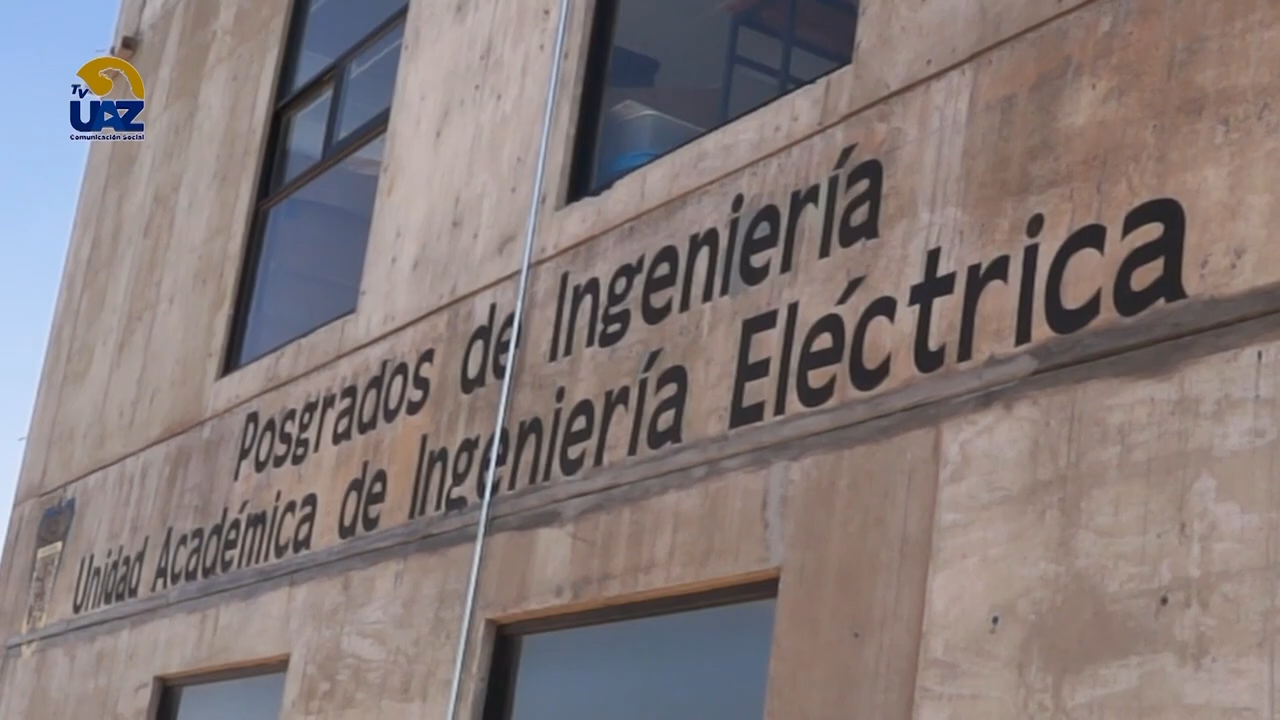 Tv
UAZ
Comunicación Social
Posgrados de Ingeniería
Unidad Académica de Ingeniería Eléctrica